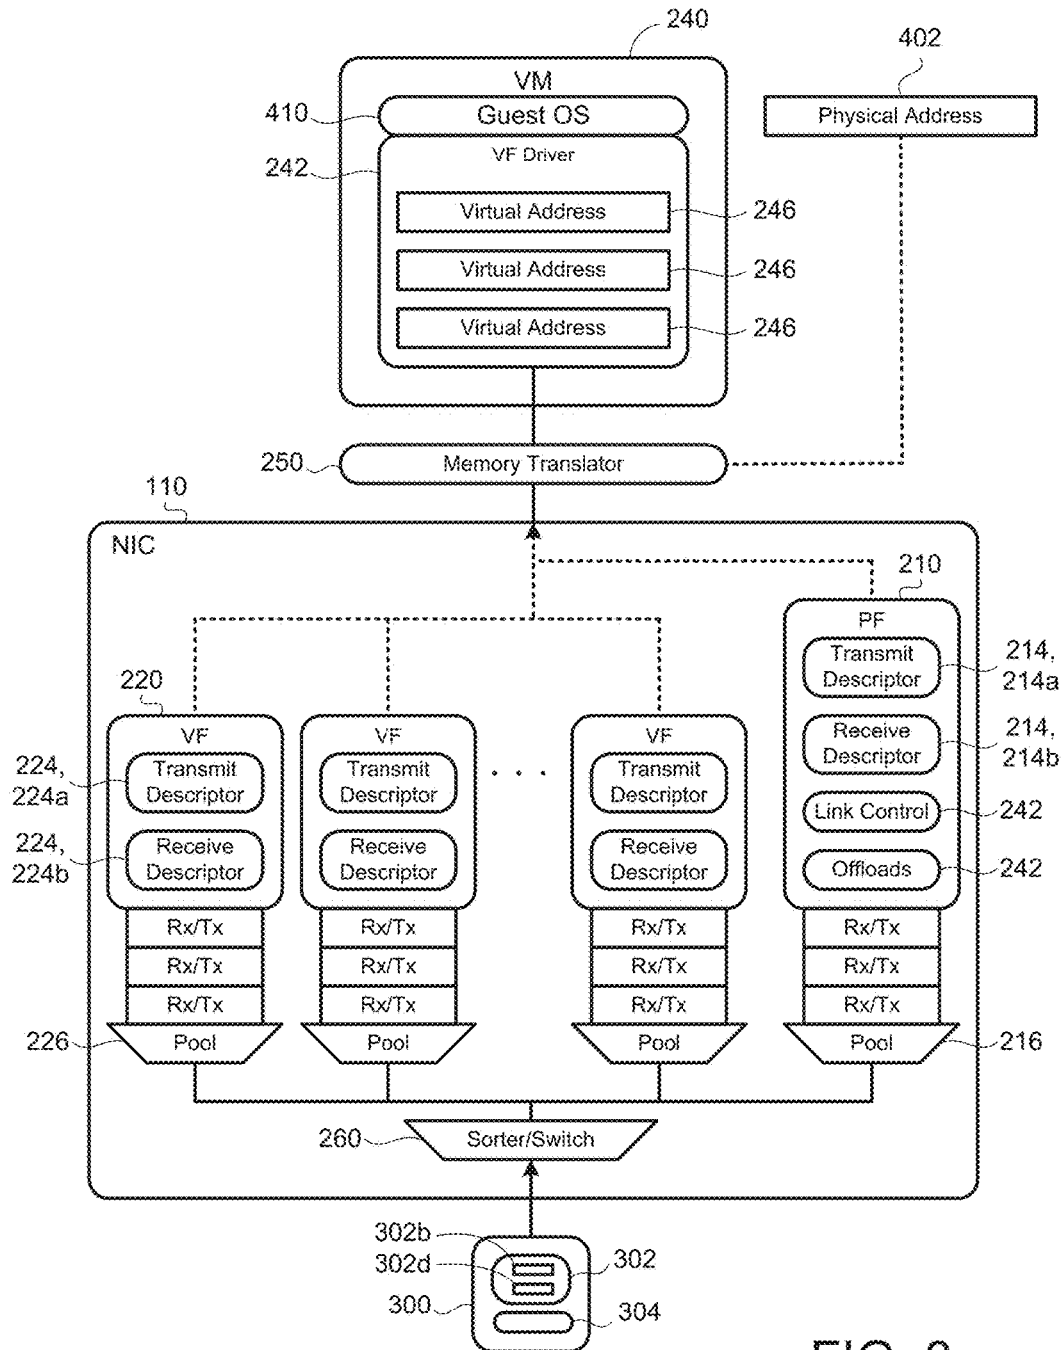 240
402
VM
410
Guest OS
Physical Address
242
VF Driver
Virtual Address
246
Virtual Address
246
Virtual Address
246
250
Memory Translator
110
NIC
210
PF
Transmit
Descriptor
214,
214a
220
VF
VF
VF
Receive
Descriptor
214,
214b
224,
224a
Transmit
Descriptor
Transmit
Descriptor
. . .
Transmit
Descriptor
Link Control
242
224,
224b
Receive
Descriptor
Receive
Descriptor
Receive
Descriptor
Offloads
242
Rx/Tx
Rx/Tx
Rx/Tx
Rx/Tx
Rx/Tx
Rx/Tx
Rx/Tx
Rx/Tx
Rx/Tx
Rx/Tx
Rx/Tx
Rx/Tx
226
Pool
Pool
Pool
Pool
216
260
Sorter/Switch
302b
302d
302
300
304
FIG.